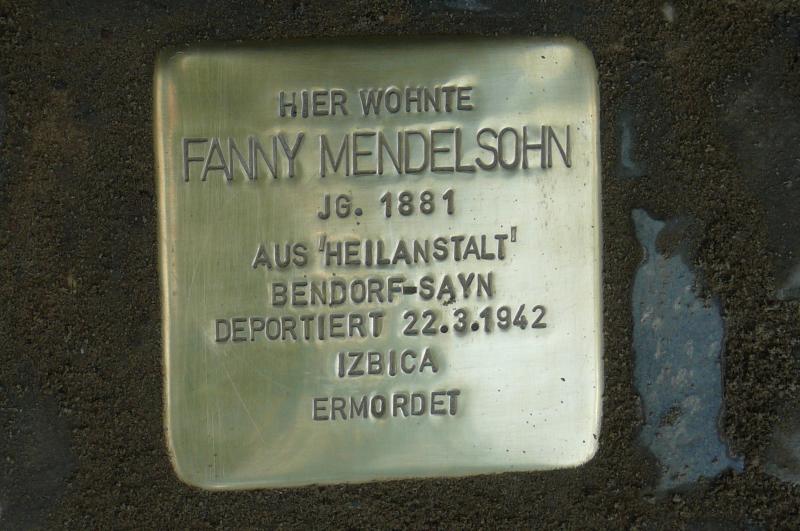 HIER WOHNTE
FANNY MENDELSOHN
JG. 1881
AUS 'HEILANSTALT'
BENDORF-SAYN
DEPORTIERT 22.3.1942
IZBICA
ERMORDET